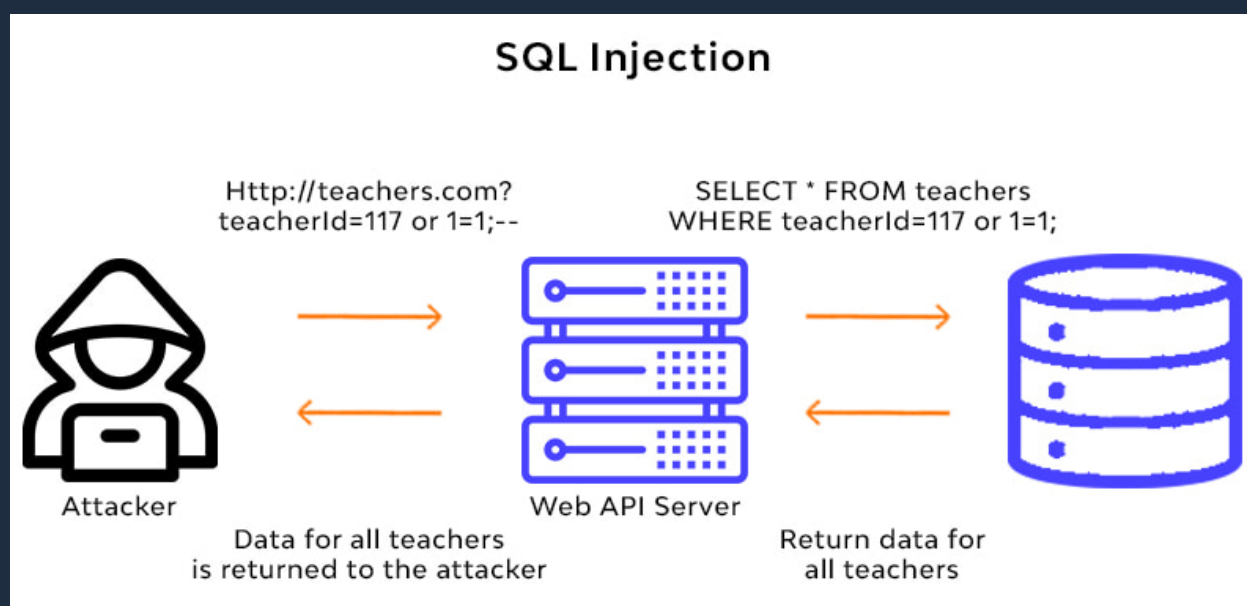 SQL Injection
Http://teachers.com?
teacherId=117 or 1=1;--
SELECT * FROM teachers
WHERE teacherId=117 or 1=1;
Attacker
Web API Server
Data for all teachers
is returned to the attacker
Return data for
all teachers